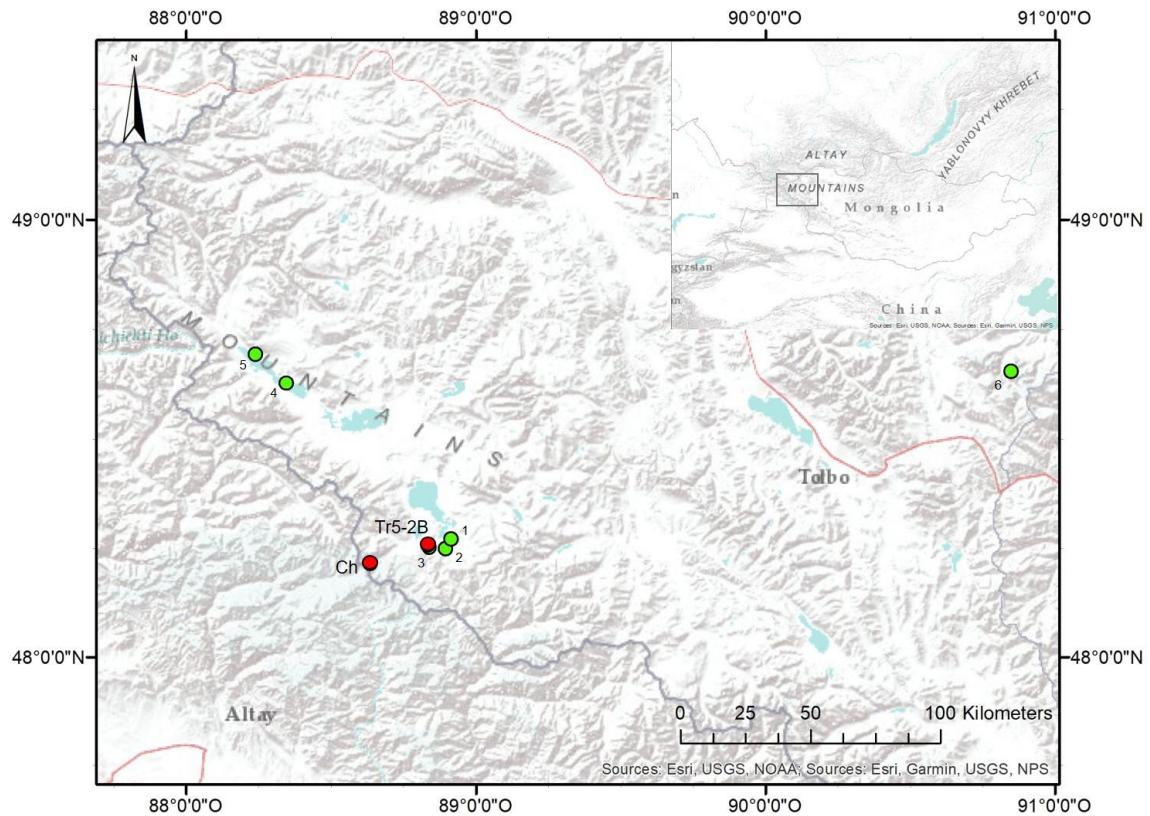 88°0'0"O 89°0'0"O 90°0'0"O 91°0'0"O
N
ALTAY
YABLONOVYY KHREBET
MOUNTAINS
n
Mongolia
49°0'0"N 49°0'0"N
gyzslan
China
Sources: Esri, USGS, NOAA; Sources: Esri, Garmin, USGS, NPS
MOUNTAINS
5
4
6
Tolbo
Tr5-2B
1
2
3
Ch
48°0'0"N 48°0'0"N
Altay
0 25 50 100 Kilometers
Sources: Esri, USGS, NOAA; Sources: Esri, Garmin, USGS, NPS
88°0'0"O 89°0'0"O 90°0'0"O 91°0'0"O